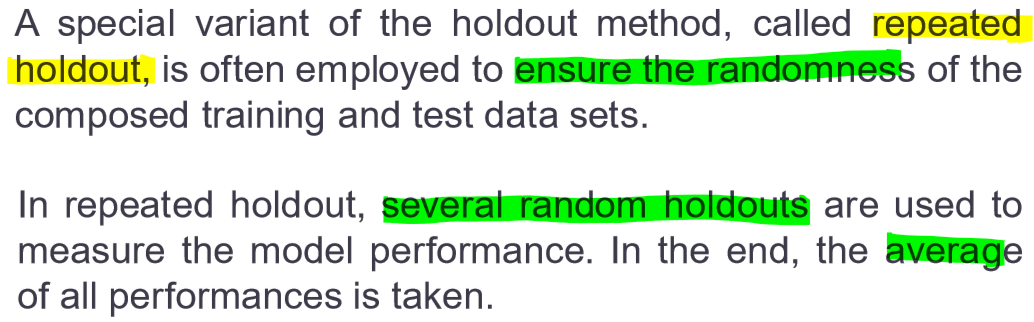 A special variant of the holdout method, called repeated
holdout, is often employed to ensure the randomness of the
composed training and test data sets.
In repeated holdout, several random holdouts are used to
measure the model performance. In the end, the average
of all performances is taken.